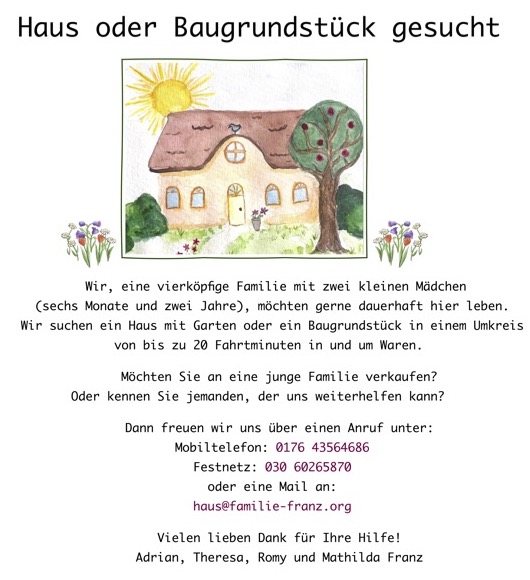 Haus oder Baugrundstück gesucht
Wir, eine vierköpfige Familie mit zwei kleinen Mädchen
(sechs Monate und zwei Jahre), möchten gerne dauerhaft hier leben.
Wir suchen ein Haus mit Garten oder ein Baugrundstück in einem Umkreis
von bis zu 20 Fahrtminuten in und um Waren.
Möchten Sie an eine junge Familie verkaufen?
Oder kennen Sie jemanden, der uns weiterhelfen kann?
Dann freuen wir uns über einen Anruf unter:
Mobiltelefon: 0176 43564686
Festnetz: 030 60265870
oder eine Mail an:
haus@familie-franz.org
Vielen lieben Dank für Ihre Hilfe!
Adrian, Theresa, Romy und Mathilda Franz